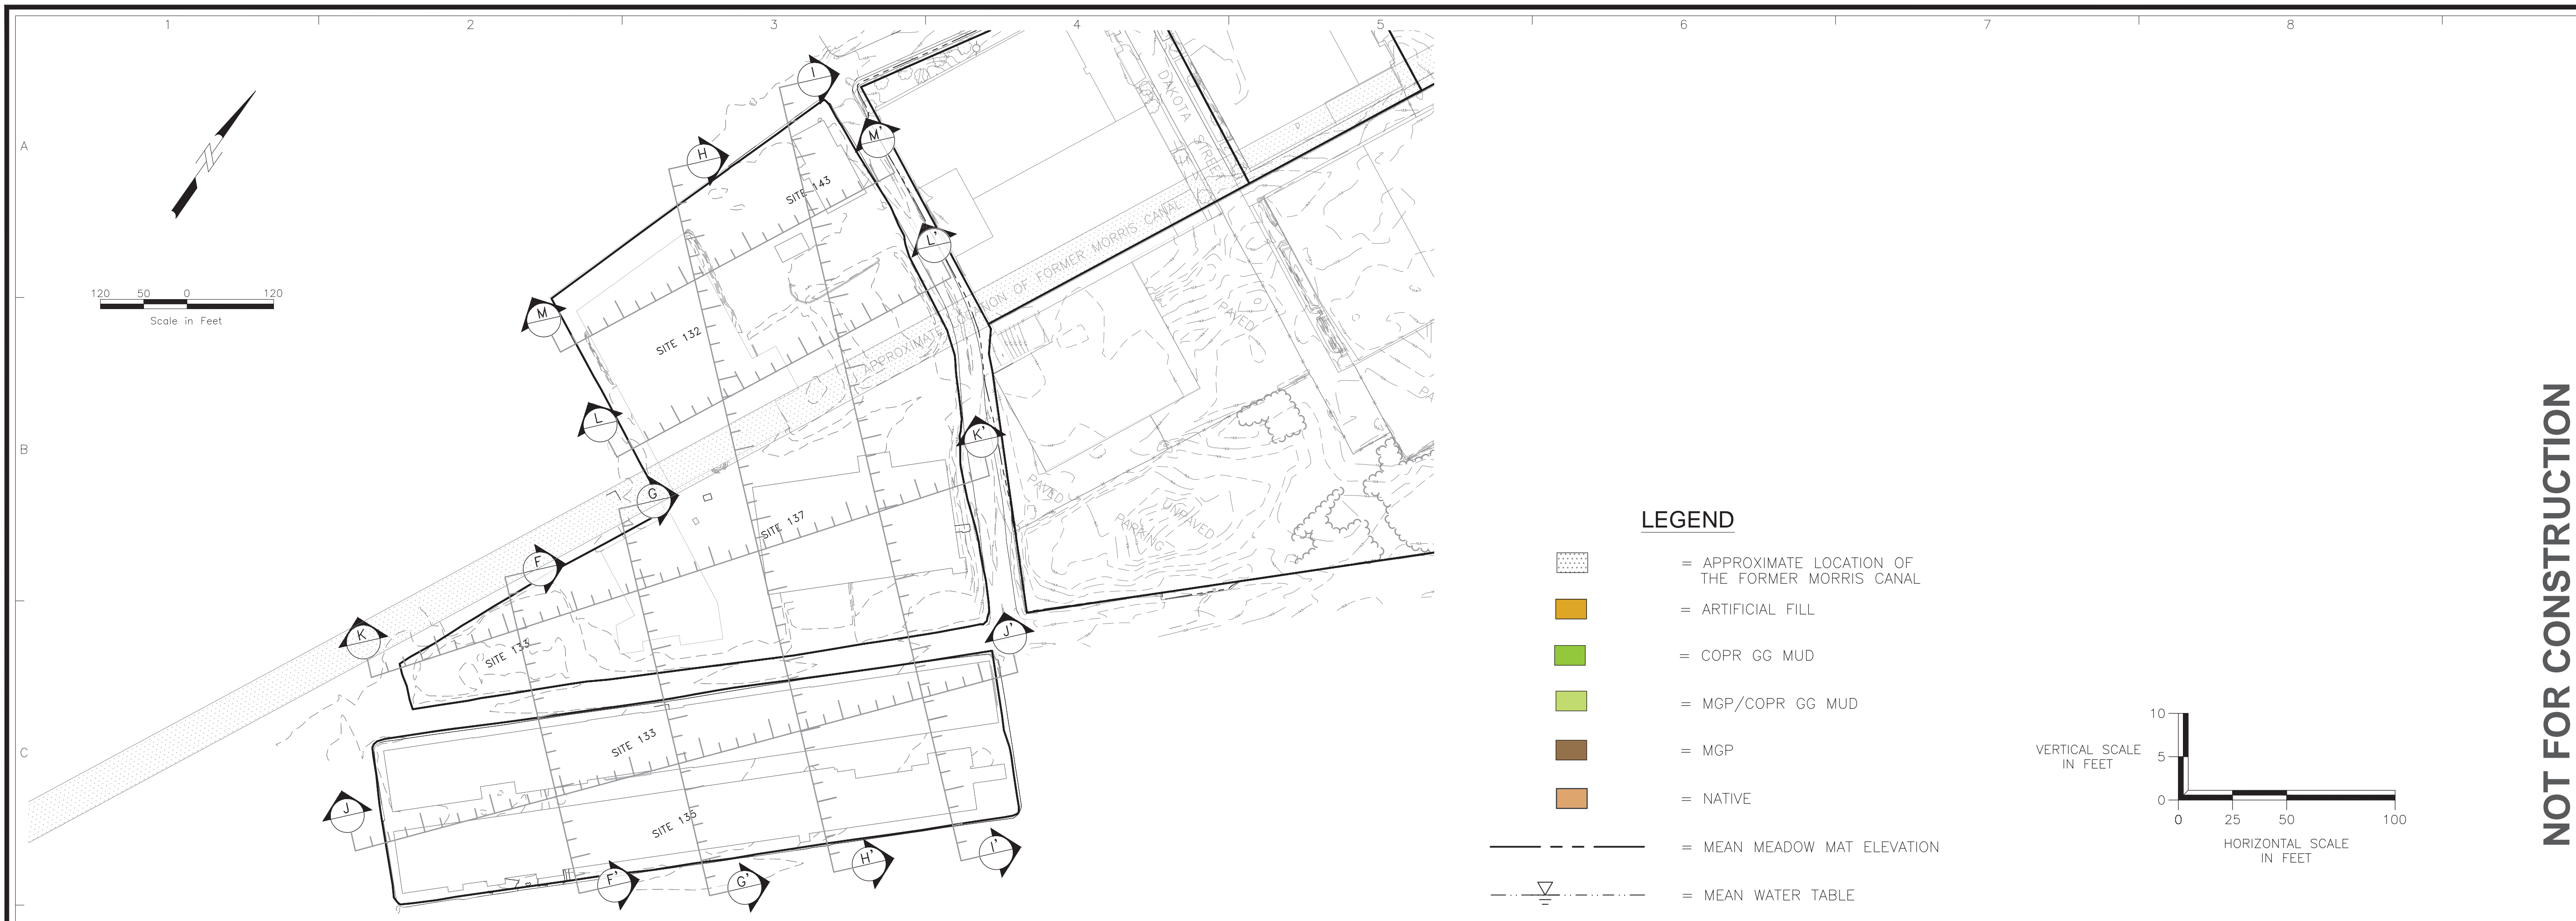 1 2 3 4 5 6 7 8
A
B
C
120 50 0 120
Scale in Feet
I
H
M'
L'
M
L
K'
G
F
K
J'
J
F'
G'
H'
I'
SITE 143
SITE 132
SITE 137
SITE 133
SITE 133
SITE 135
DAKOTA STREET
APPROXIMATE LOCATION OF FORMER MORRIS CANAL
PAVED
PAVED
UNPAVED
PARKING
PA
LEGEND
= APPROXIMATE LOCATION OF
THE FORMER MORRIS CANAL
= ARTIFICIAL FILL
= COPR GG MUD
= MGP/COPR GG MUD
= MGP
= NATIVE
= MEAN MEADOW MAT ELEVATION
= MEAN WATER TABLE
10
5
0
VERTICAL SCALE
IN FEET
0 25 50 100
HORIZONTAL SCALE
IN FEET
NOT FOR CONSTRUCTION